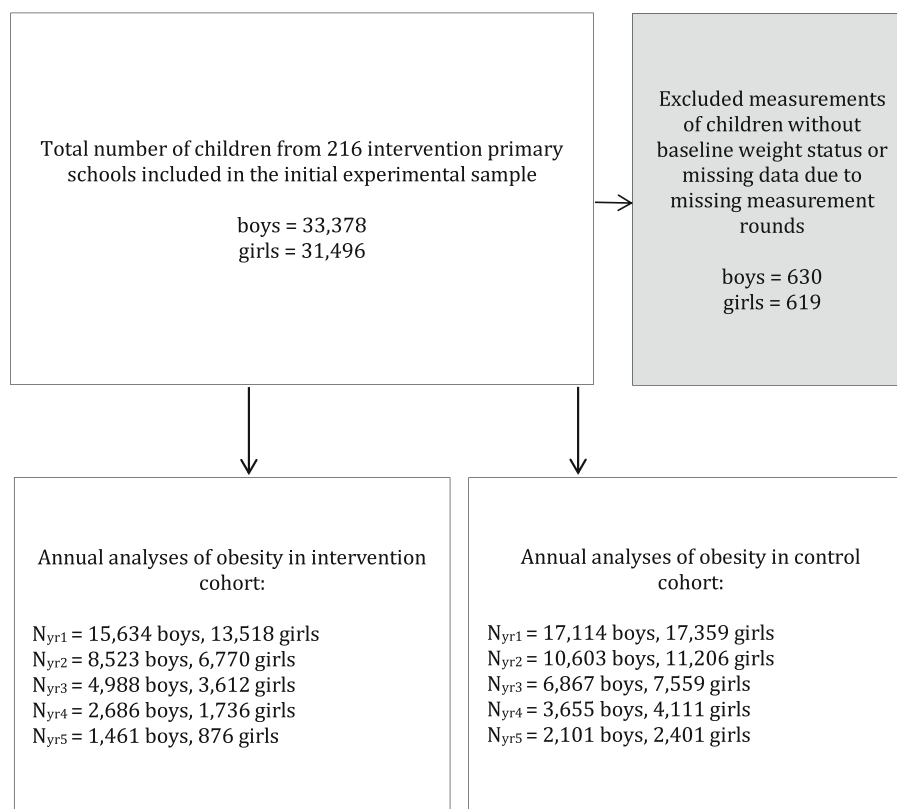 Total number of children from 216 intervention primary
schools included in the initial experimental sample
boys = 33,378
girls = 31,496
Excluded measurements
of children without
baseline weight status or
missing data due to
missing measurement
rounds
boys = 630
girls = 619
Annual analyses of obesity in intervention
cohort:
Nyr1 = 15,634 boys, 13,518 girls
Nyr2 = 8,523 boys, 6,770 girls
Nyr3 = 4,988 boys, 3,612 girls
Nyr4 = 2,686 boys, 1,736 girls
Nyr5 = 1,461 boys, 876 girls
Annual analyses of obesity in control
cohort:
Nyr1 = 17,114 boys, 17,359 girls
Nyr2 = 10,603 boys, 11,206 girls
Nyr3 = 6,867 boys, 7,559 girls
Nyr4 = 3,655 boys, 4,111 girls
Nyr5 = 2,101 boys, 2,401 girls